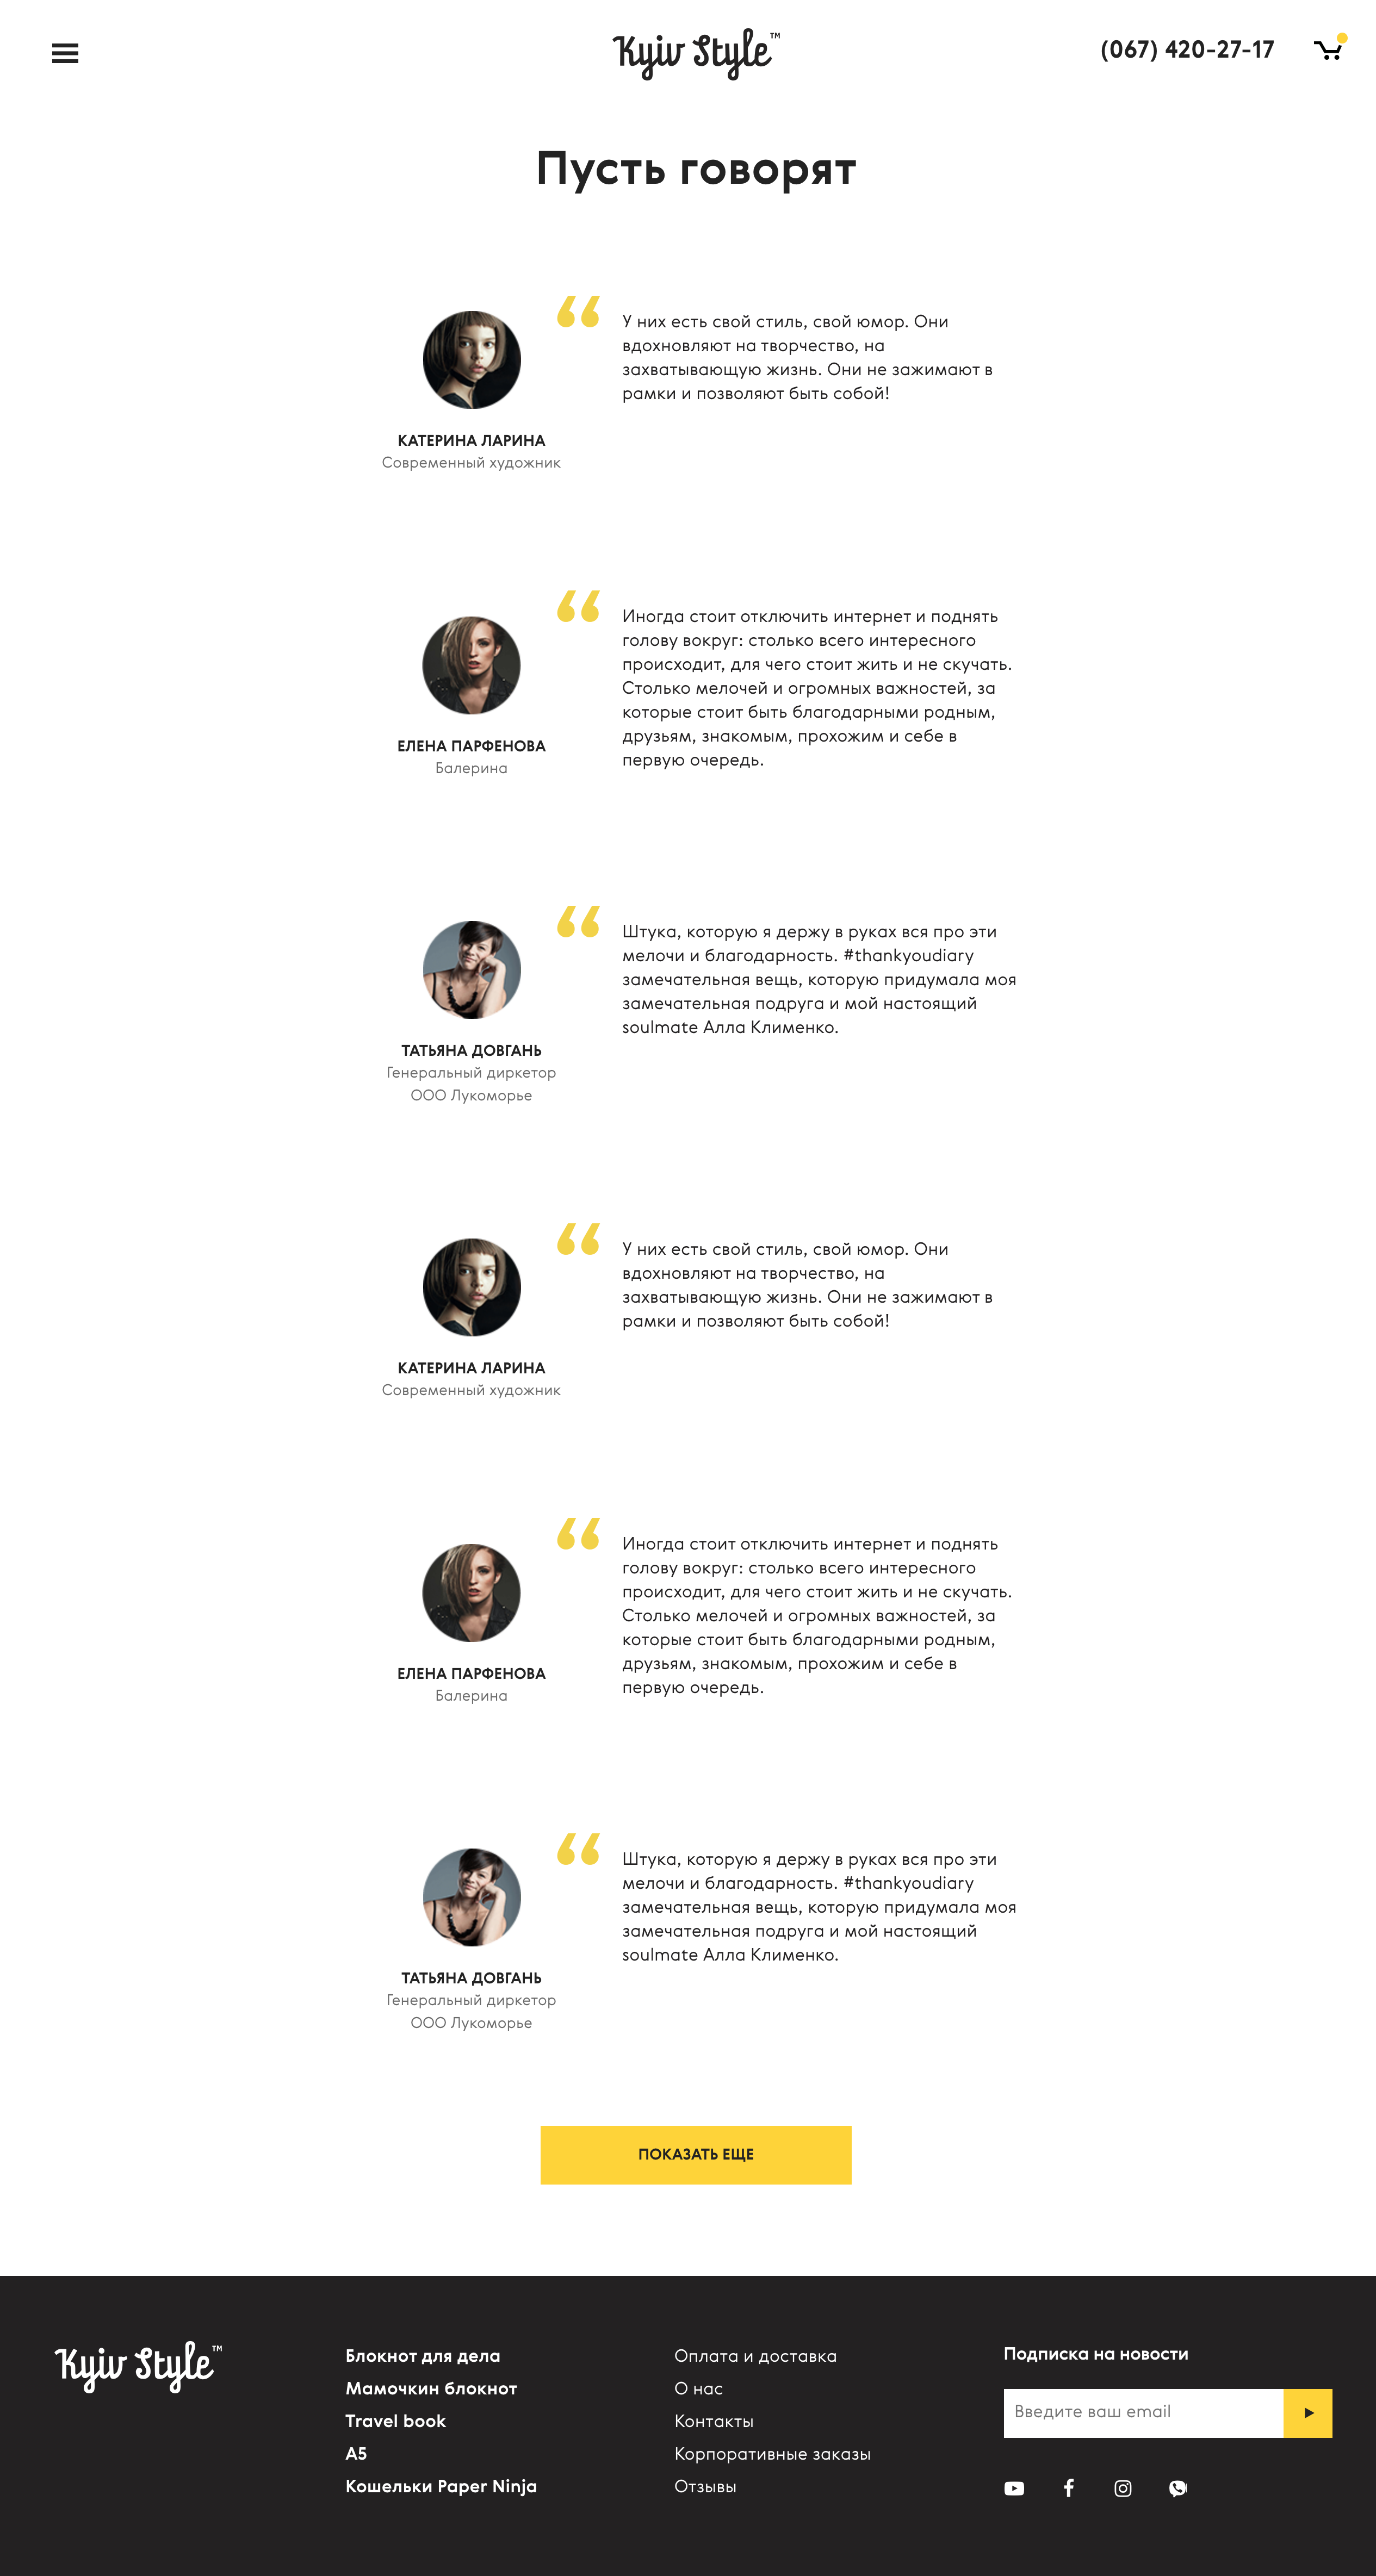 Kyiv Style™
(067) 420-27-17
Пусть говорят
У них есть свой стиль, свой юмор. Они
вдохновляют на творчество, на
захватывающую жизнь. Они не зажимают в
рамки и позволяют быть собой!
КАТЕРИНА ЛАРИНА
Современный художник
Иногда стоит отключить интернет и поднять
голову вокруг: столько всего интересного
происходит, для чего стоит жить и не скучать.
Столько мелочей и огромных важностей, за
которые стоит быть благодарными родным,
друзьям, знакомым, прохожим и себе в
первую очередь.
ЕЛЕНА ПАРФЕНОВА
Балерина
Штука, которую я держу в руках вся про эти
мелочи и благодарность. #thankyoudiary
замечательная вещь, которую придумала моя
замечательная подруга и мой настоящий
soulmate Алла Клименко.
ТАТЬЯНА ДОВГАНЬ
Генеральный диркетор
ООО Лукоморье
У них есть свой стиль, свой юмор. Они
вдохновляют на творчество, на
захватывающую жизнь. Они не зажимают в
рамки и позволяют быть собой!
КАТЕРИНА ЛАРИНА
Современный художник
Иногда стоит отключить интернет и поднять
голову вокруг: столько всего интересного
происходит, для чего стоит жить и не скучать.
Столько мелочей и огромных важностей, за
которые стоит быть благодарными родным,
друзьям, знакомым, прохожим и себе в
первую очередь.
ЕЛЕНА ПАРФЕНОВА
Балерина
Штука, которую я держу в руках вся про эти
мелочи и благодарность. #thankyoudiary
замечательная вещь, которую придумала моя
замечательная подруга и мой настоящий
soulmate Алла Клименко.
ТАТЬЯНА ДОВГАНЬ
Генеральный диркетор
ООО Лукоморье
ПОКАЗАТЬ ЕЩЕ
Kyiv Style™
Блокнот для дела
Мамочкин блокнот
Travel book
A5
Кошельки Paper Ninja
Оплата и доставка
О нас
Контакты
Корпоративные заказы
Отзывы
Подписка на новости
Введите ваш email